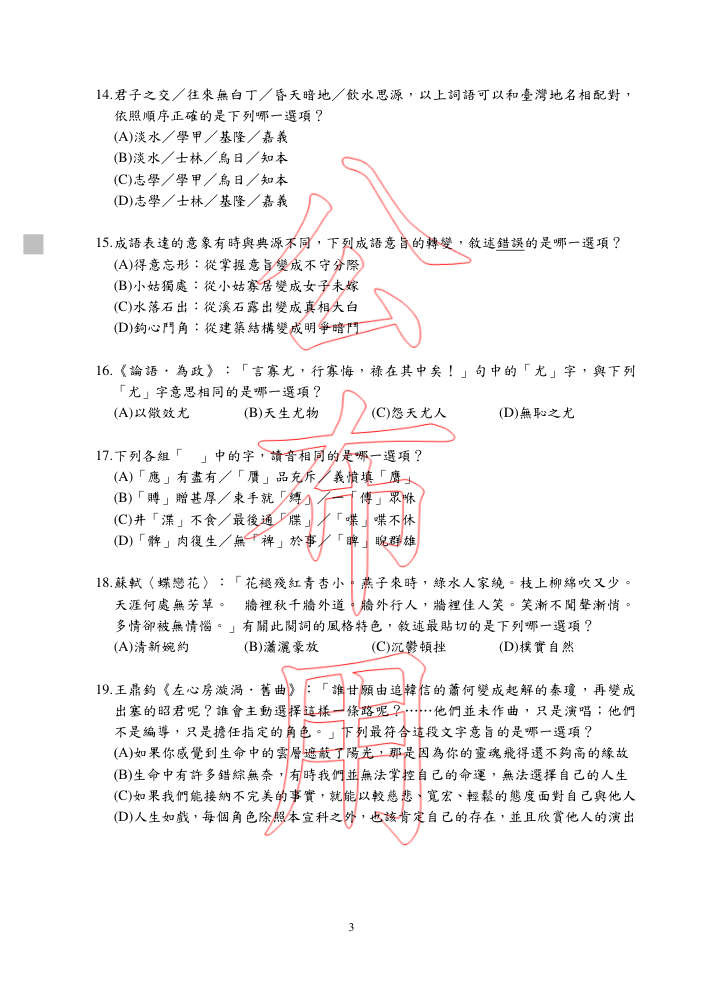 14.君子之交／往來無白丁／昏天暗地／飲水思源，以上詞語可以和臺灣地名相配對，
依照順序正確的是下列哪一選項？
(A)淡水／學甲／基隆／嘉義
(B)淡水／士林／烏日／知本
(C)志學／學甲／烏日／知本
(D)志學／士林／基隆／嘉義
15.成語表達的意象有時與典源不同，下列成語意旨的轉變，敘述錯誤的是哪一選項？
(A)得意忘形：從掌握意旨變成不守分際
(B)小姑獨處：從小姑寡居變成女子未嫁
(C)水落石出：從溪石露出變成真相大白
(D)鉤心鬥角：從建築結構變成明爭暗鬥
16.《論語．為政》：「言寡尤，行寡悔，祿在其中矣！」句中的「尤」字，與下列
「尤」字意思相同的是哪一選項？
(A)以儆效尤 (B)天生尤物 (C)怨天尤人 (D)無恥之尤
17.下列各組「　」中的字，讀音相同的是哪一選項？
(A)「應」有盡有／「贗」品充斥／義憤填「膺」
(B)「賻」贈甚厚／束手就「縛」／一「傅」眾咻
(C)井「渫」不食／最後通「牒」／「喋」喋不休
(D)「髀」肉復生／無「裨」於事／「睥」睨群雄
18.蘇軾〈蝶戀花〉：「花褪殘紅青杏小。燕子來時，綠水人家繞。枝上柳綿吹又少。
天涯何處無芳草。　牆裡秋千牆外道。牆外行人，牆裡佳人笑。笑漸不聞聲漸悄。
多情卻被無情惱。」有關此闋詞的風格特色，敘述最貼切的是下列哪一選項？
(A)清新婉約 (B)瀟灑豪放 (C)沉鬱頓挫 (D)樸實自然
19.王鼎鈞《左心房漩渦．舊曲》：「誰甘願由追韓信的蕭何變成起解的秦瓊，再變成
出塞的昭君呢？誰會主動選擇這樣一條路呢？……他們並未作曲，只是演唱；他們
不是編導，只是擔任指定的角色。」下列最符合這段文字意旨的是哪一選項？
(A)如果你感覺到生命中的雲層遮蔽了陽光，那是因為你的靈魂飛得還不夠高的緣故
(B)生命中有許多錯綜無奈，有時我們並無法掌控自己的命運，無法選擇自己的人生
(C)如果我們能接納不完美的事實，就能以較慈悲、寬宏、輕鬆的態度面對自己與他人
(D)人生如戲，每個角色除照本宣科之外，也該肯定自己的存在，並且欣賞他人的演出
公布用
3